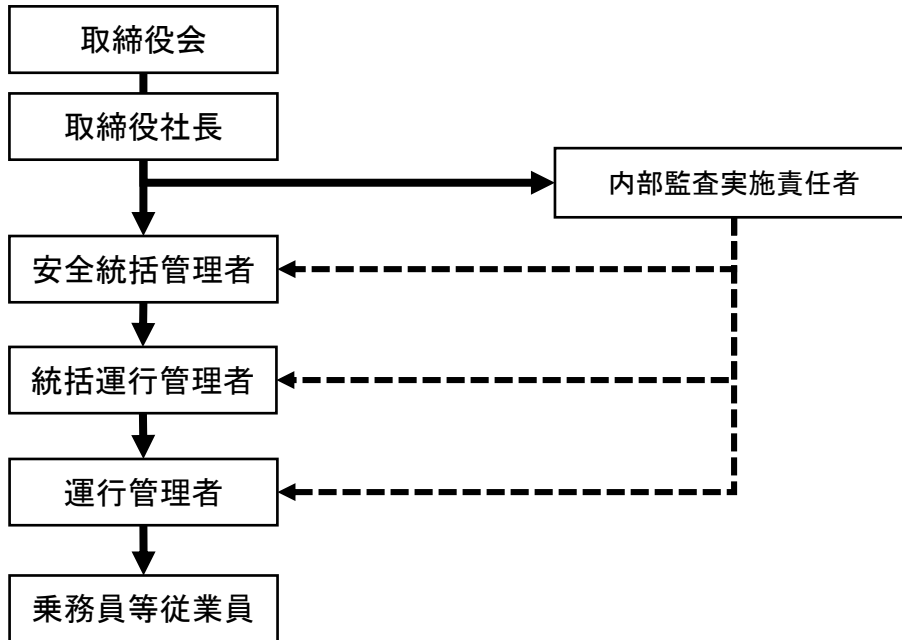 取締役会
取締役社長
内部監査実施責任者
安全統括管理者
統括運行管理者
運行管理者
乗務員等従業員